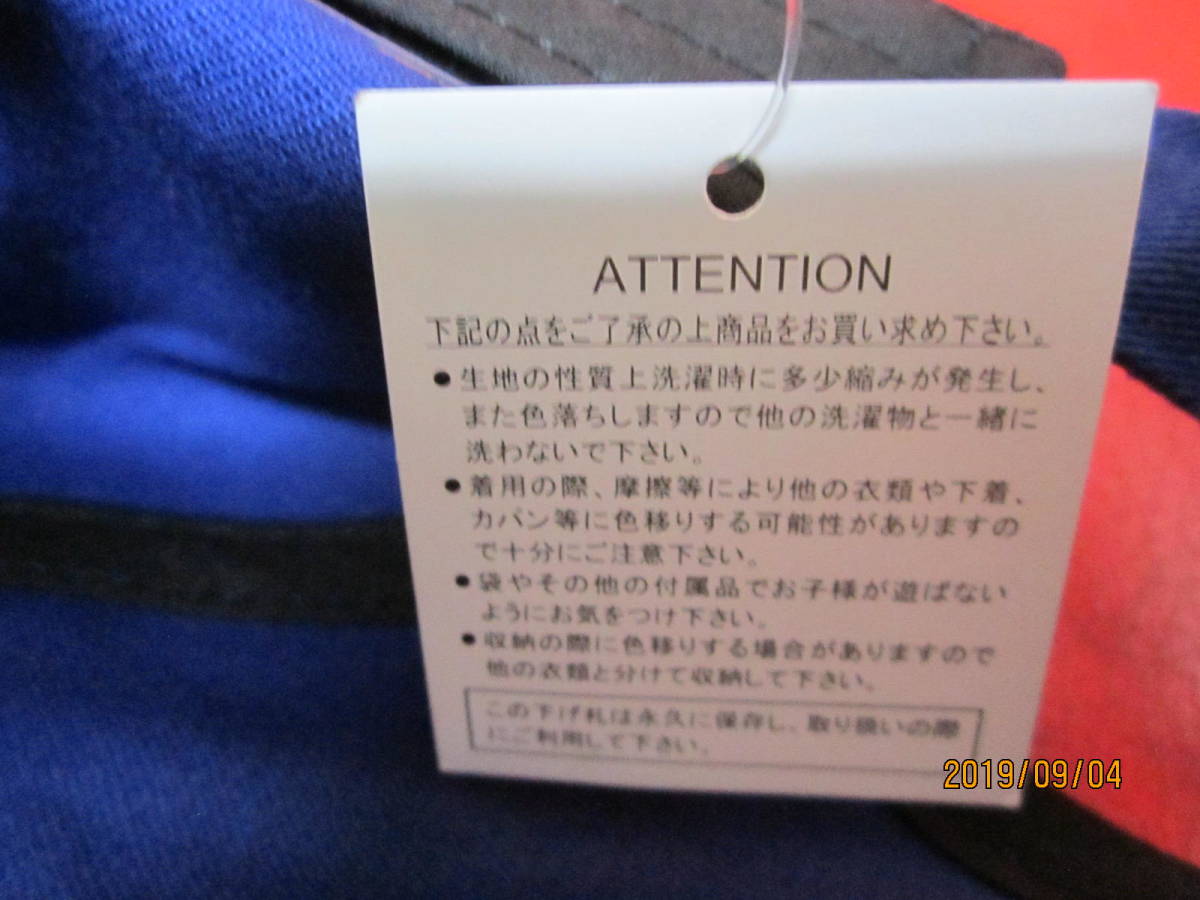 ATTENTION
下記の点をご了承の上商品をお買い求め下さい。
●生地の性質上洗濯時に多少縮みが発生し、
また色落ちしますので他の洗濯物と一緒に
洗わないで下さい。
●着用の際、摩擦等により他の衣類や下着、
カバン等に色移りする可能性がありますの
で十分にご注意下さい。
●袋やその他の付属品でお子様が遊ばない
ようにお気をつけ下さい。
●収納の際に色移りする場合がありますので
他の衣類と分けて収納して下さい。
この下げ札は永久に保存し、取り扱いの際
にご利用して下さい。
2019/09/04